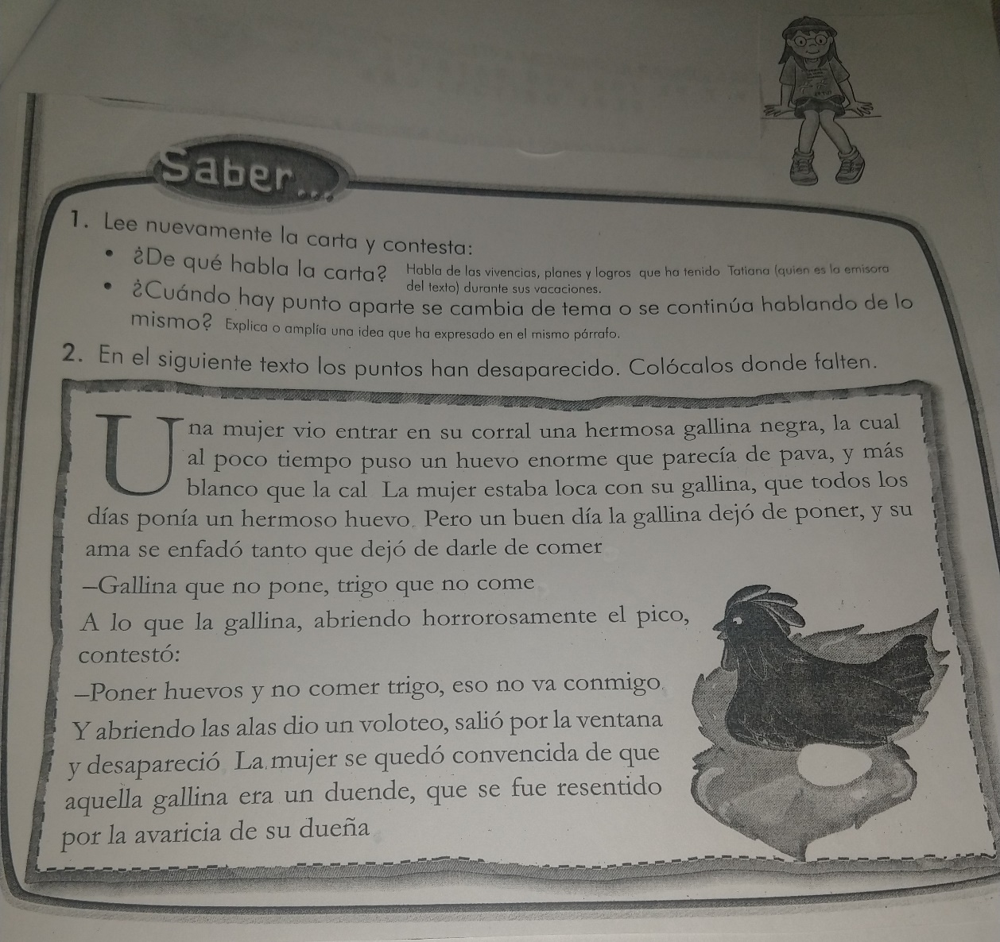 Saber...
1. Lee nuevamente la carta y contesta:
• ¿De qué habla la carta? Habla de las vivencias, planes y logros que ha tenido Tatiana (quien es la emisora
del texto) durante sus vacaciones.
• ¿Cuándo hay punto aparte se cambia de tema o se continúa hablando de lo
mismo? Explica o amplía una idea que ha expresado en el mismo párrafo.
2. En el siguiente texto los puntos han desaparecido. Colócalos donde falten.
Una mujer vio entrar en su corral una hermosa gallina negra, la cual
al poco tiempo puso un huevo enorme que parecía de pava, y más
blanco que la cal La mujer estaba loca con su gallina, que todos los
días ponía un hermoso huevo. Pero un buen día la gallina dejó de poner, y su
ama se enfadó tanto que dejó de darle de comer
—Gallina que no pone, trigo que no come
A lo que la gallina, abriendo horrorosamente el pico,
contestó:
—Poner huevos y no comer trigo, eso no va conmigo.
Y abriendo las alas dio un voloteo, salió por la ventana
y desapareció La mujer se quedó convencida de que
aquella gallina era un duende, que se fue resentido
por la avaricia de su dueña